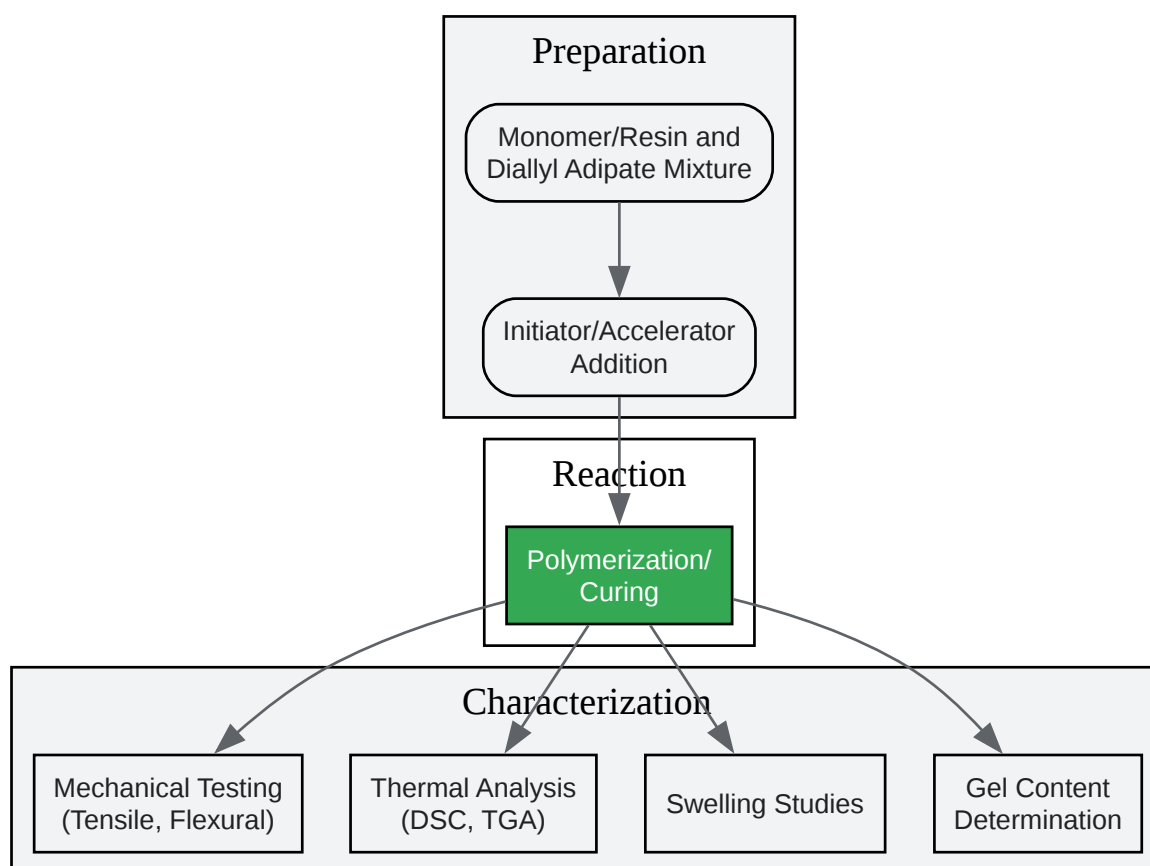 Preparation
Monomer/Resin and
Diallyl Adipate Mixture
Initiator/Accelerator
Addition
Reaction
Polymerization/
Curing
Characterization
Mechanical Testing
(Tensile, Flexural)
Thermal Analysis
(DSC, TGA)
Swelling Studies
Gel Content
Determination